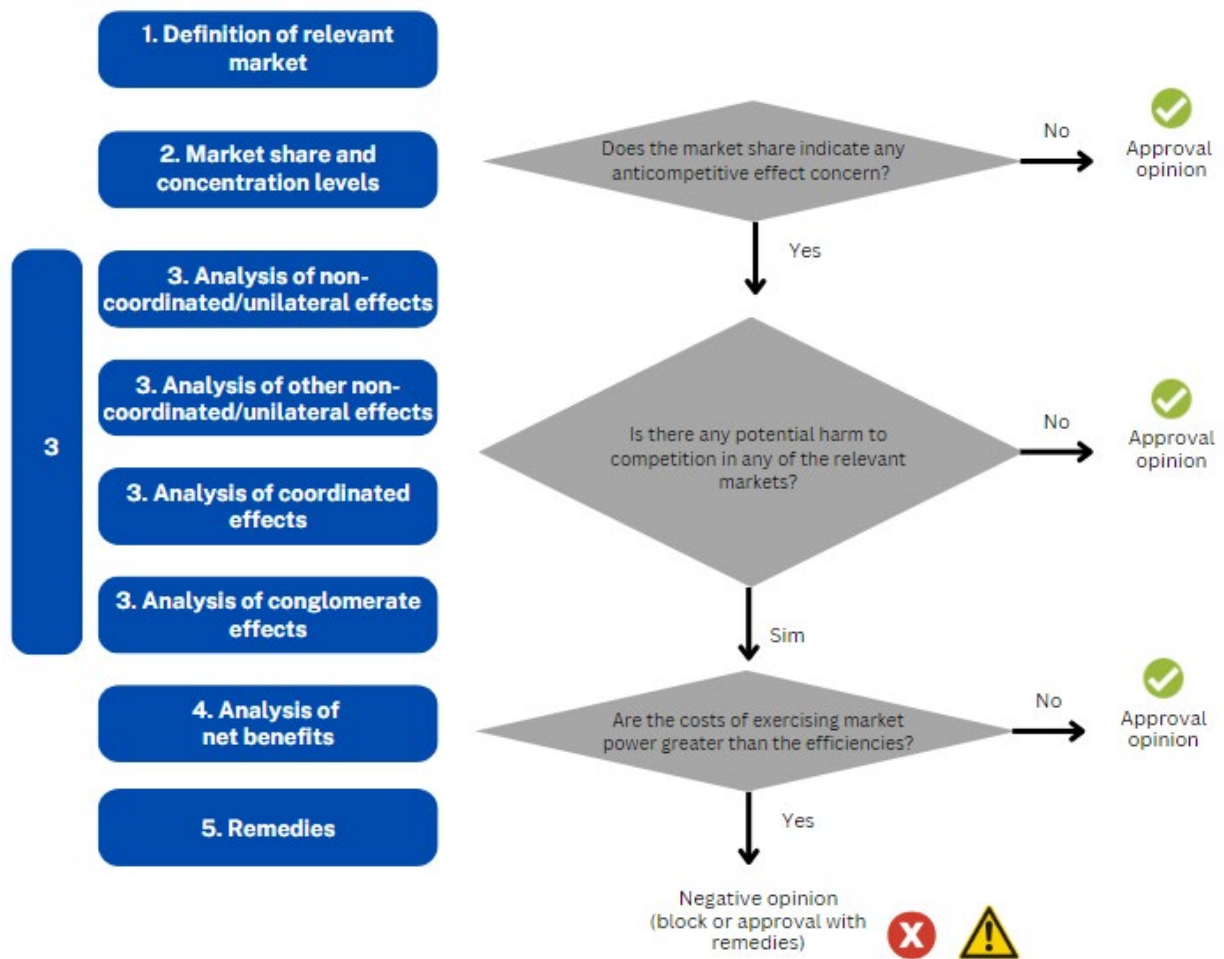 1. Definition of relevant
market
2. Market share and
concentration levels
Does the market share indicate any
anticompetitive effect concern?
No
Approval
opinion
Yes
3
3. Analysis of non-
coordinated/unilateral effects
3. Analysis of other non-
coordinated/unilateral effects
3. Analysis of coordinated
effects
3. Analysis of conglomerate
effects
Is there any potential harm to
competition in any of the relevant
markets?
No
Approval
opinion
Sim
4. Analysis of
net benefits
Are the costs of exercising market
power greater than the efficiencies?
No
Approval
opinion
5. Remedies
Yes
Negative opinion
(block or approval with
remedies)